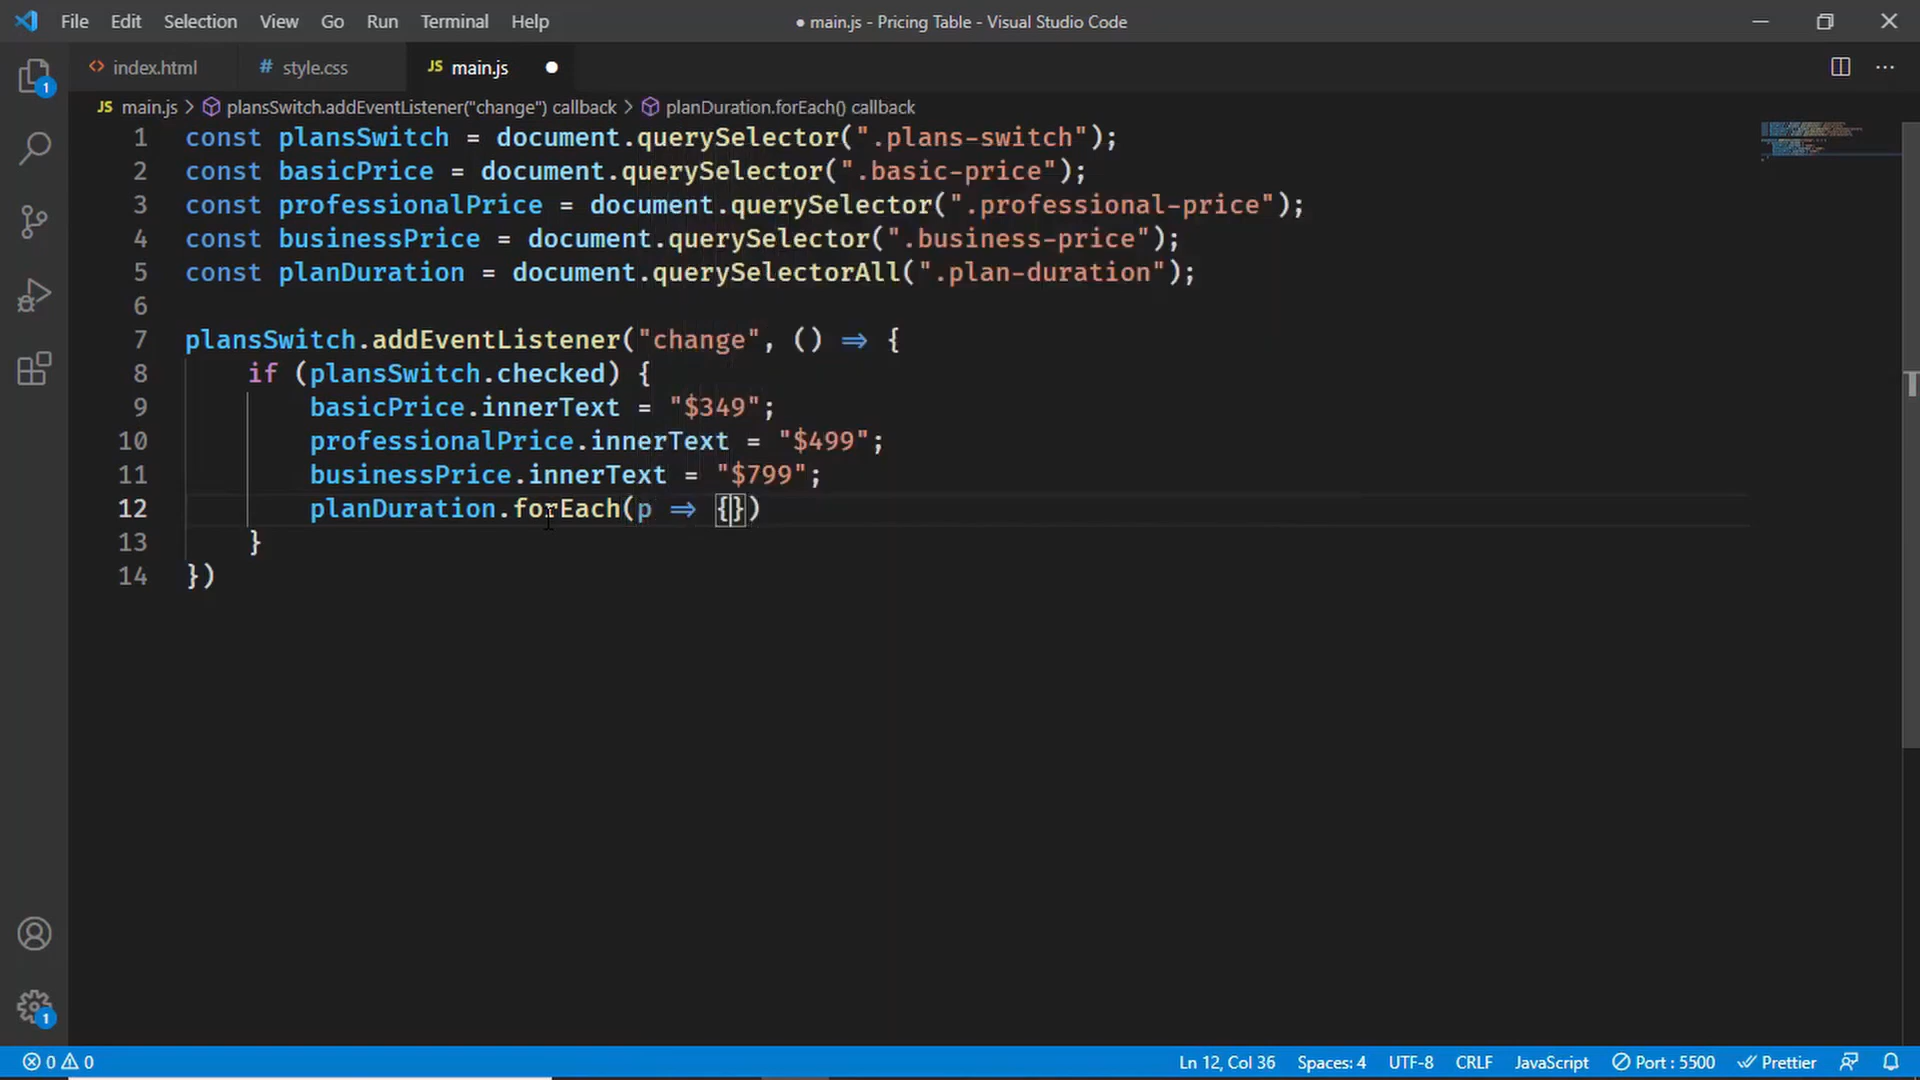 File Edit Selection View Go Run Terminal Help ● main.js - Pricing Table - Visual Studio Code
<> index.html # style.css JS main.js ●
JS main.js > plansSwitch.addEventListener("change") callback > planDuration.forEach() callback
1 const plansSwitch = document.querySelector(".plans-switch");
2 const basicPrice = document.querySelector(".basic-price");
3 const professionalPrice = document.querySelector(".professional-price");
4 const businessPrice = document.querySelector(".business-price");
5 const planDuration = document.querySelectorAll(".plan-duration");
6
7 plansSwitch.addEventListener("change", () => {
8 if (plansSwitch.checked) {
9 basicPrice.innerText = "$349";
10 professionalPrice.innerText = "$499";
11 businessPrice.innerText = "$799";
12 planDuration.forEach(p => {})
13 }
14 })
1
1
0 0 Ln 12, Col 36 Spaces: 4 UTF-8 CRLF JavaScript Port : 5500 Prettier